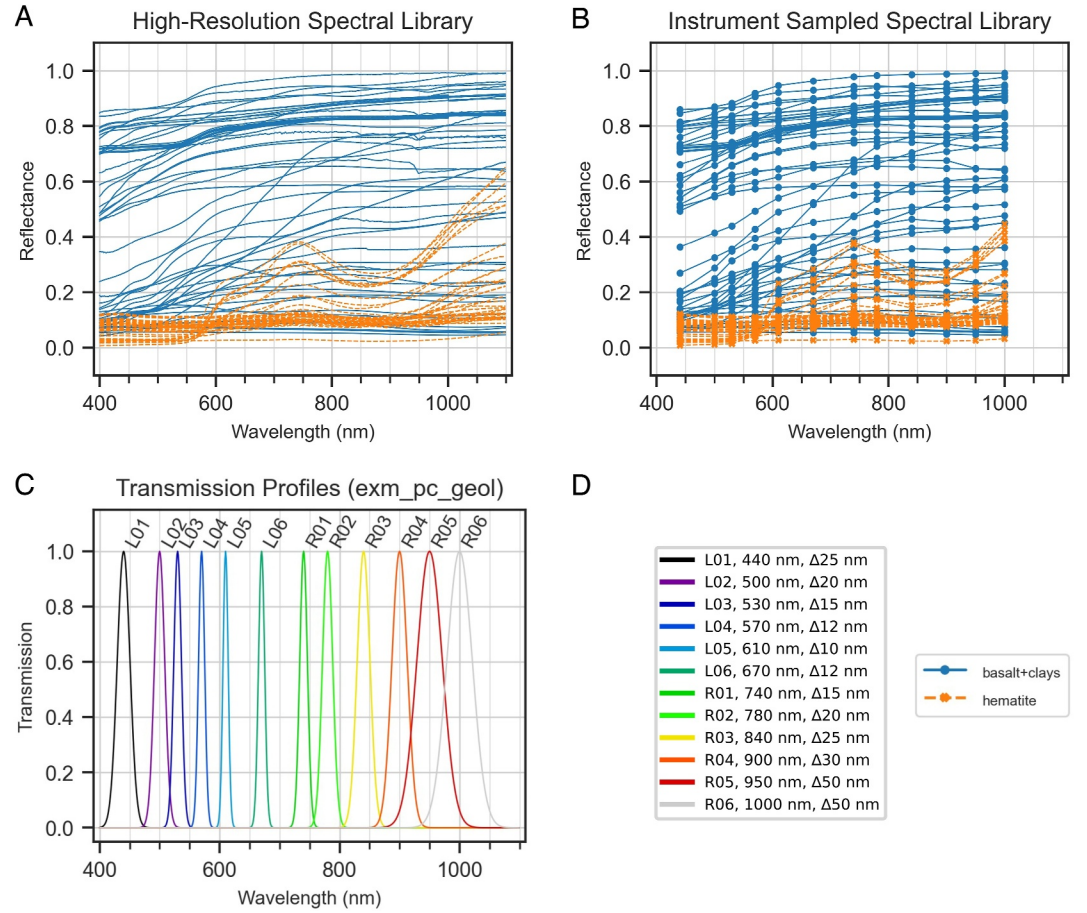 A
High-Resolution Spectral Library
1.0
0.8
0.6
0.4
0.2
0.0
Reflectance
400
600
800
1000
Wavelength (nm)
B
Instrument Sampled Spectral Library
1.0
0.8
0.6
0.4
0.2
0.0
Reflectance
400
600
800
1000
Wavelength (nm)
C
Transmission Profiles (exm_pc_geol)
L01
L02
L03
L04
L05
L06
R01
R02
R03
R04
R05
R06
1.0
0.8
0.6
0.4
0.2
0.0
Transmission
400
600
800
1000
Wavelength (nm)
D
L01, 440 nm, Δ25 nm
L02, 500 nm, Δ20 nm
L03, 530 nm, Δ15 nm
L04, 570 nm, Δ12 nm
L05, 610 nm, Δ10 nm
L06, 670 nm, Δ12 nm
R01, 740 nm, Δ15 nm
R02, 780 nm, Δ20 nm
R03, 840 nm, Δ25 nm
R04, 900 nm, Δ30 nm
R05, 950 nm, Δ50 nm
R06, 1000 nm, Δ50 nm
basalt+clays
hematite